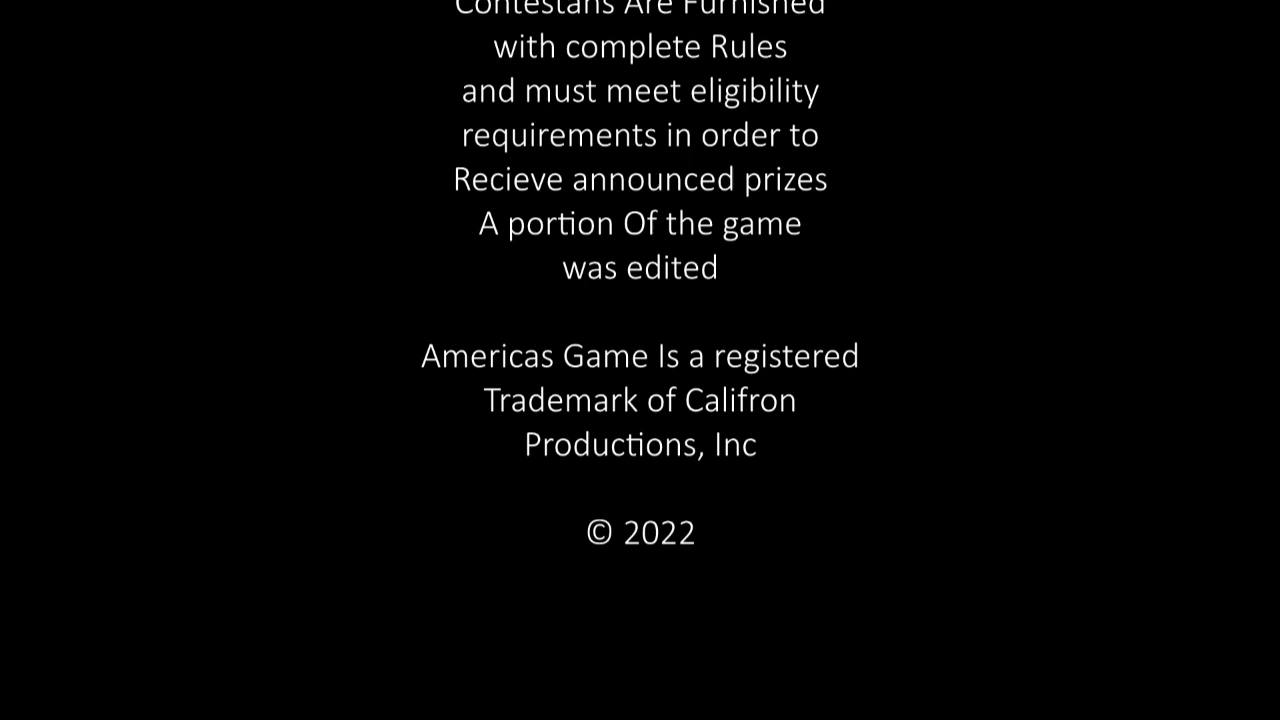 Contestans Are Furnished
with complete Rules
and must meet eligibility
requirements in order to
Recieve announced prizes
A portion Of the game
was edited
Americas Game Is a registered
Trademark of Califron
Productions, Inc
© 2022